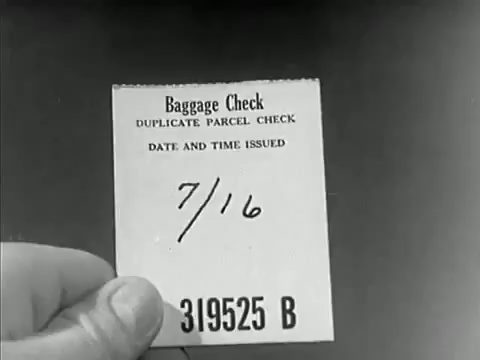 Baggage Check
DUPLICATE PARCEL CHECK
DATE AND TIME ISSUED
7/16
319525 B